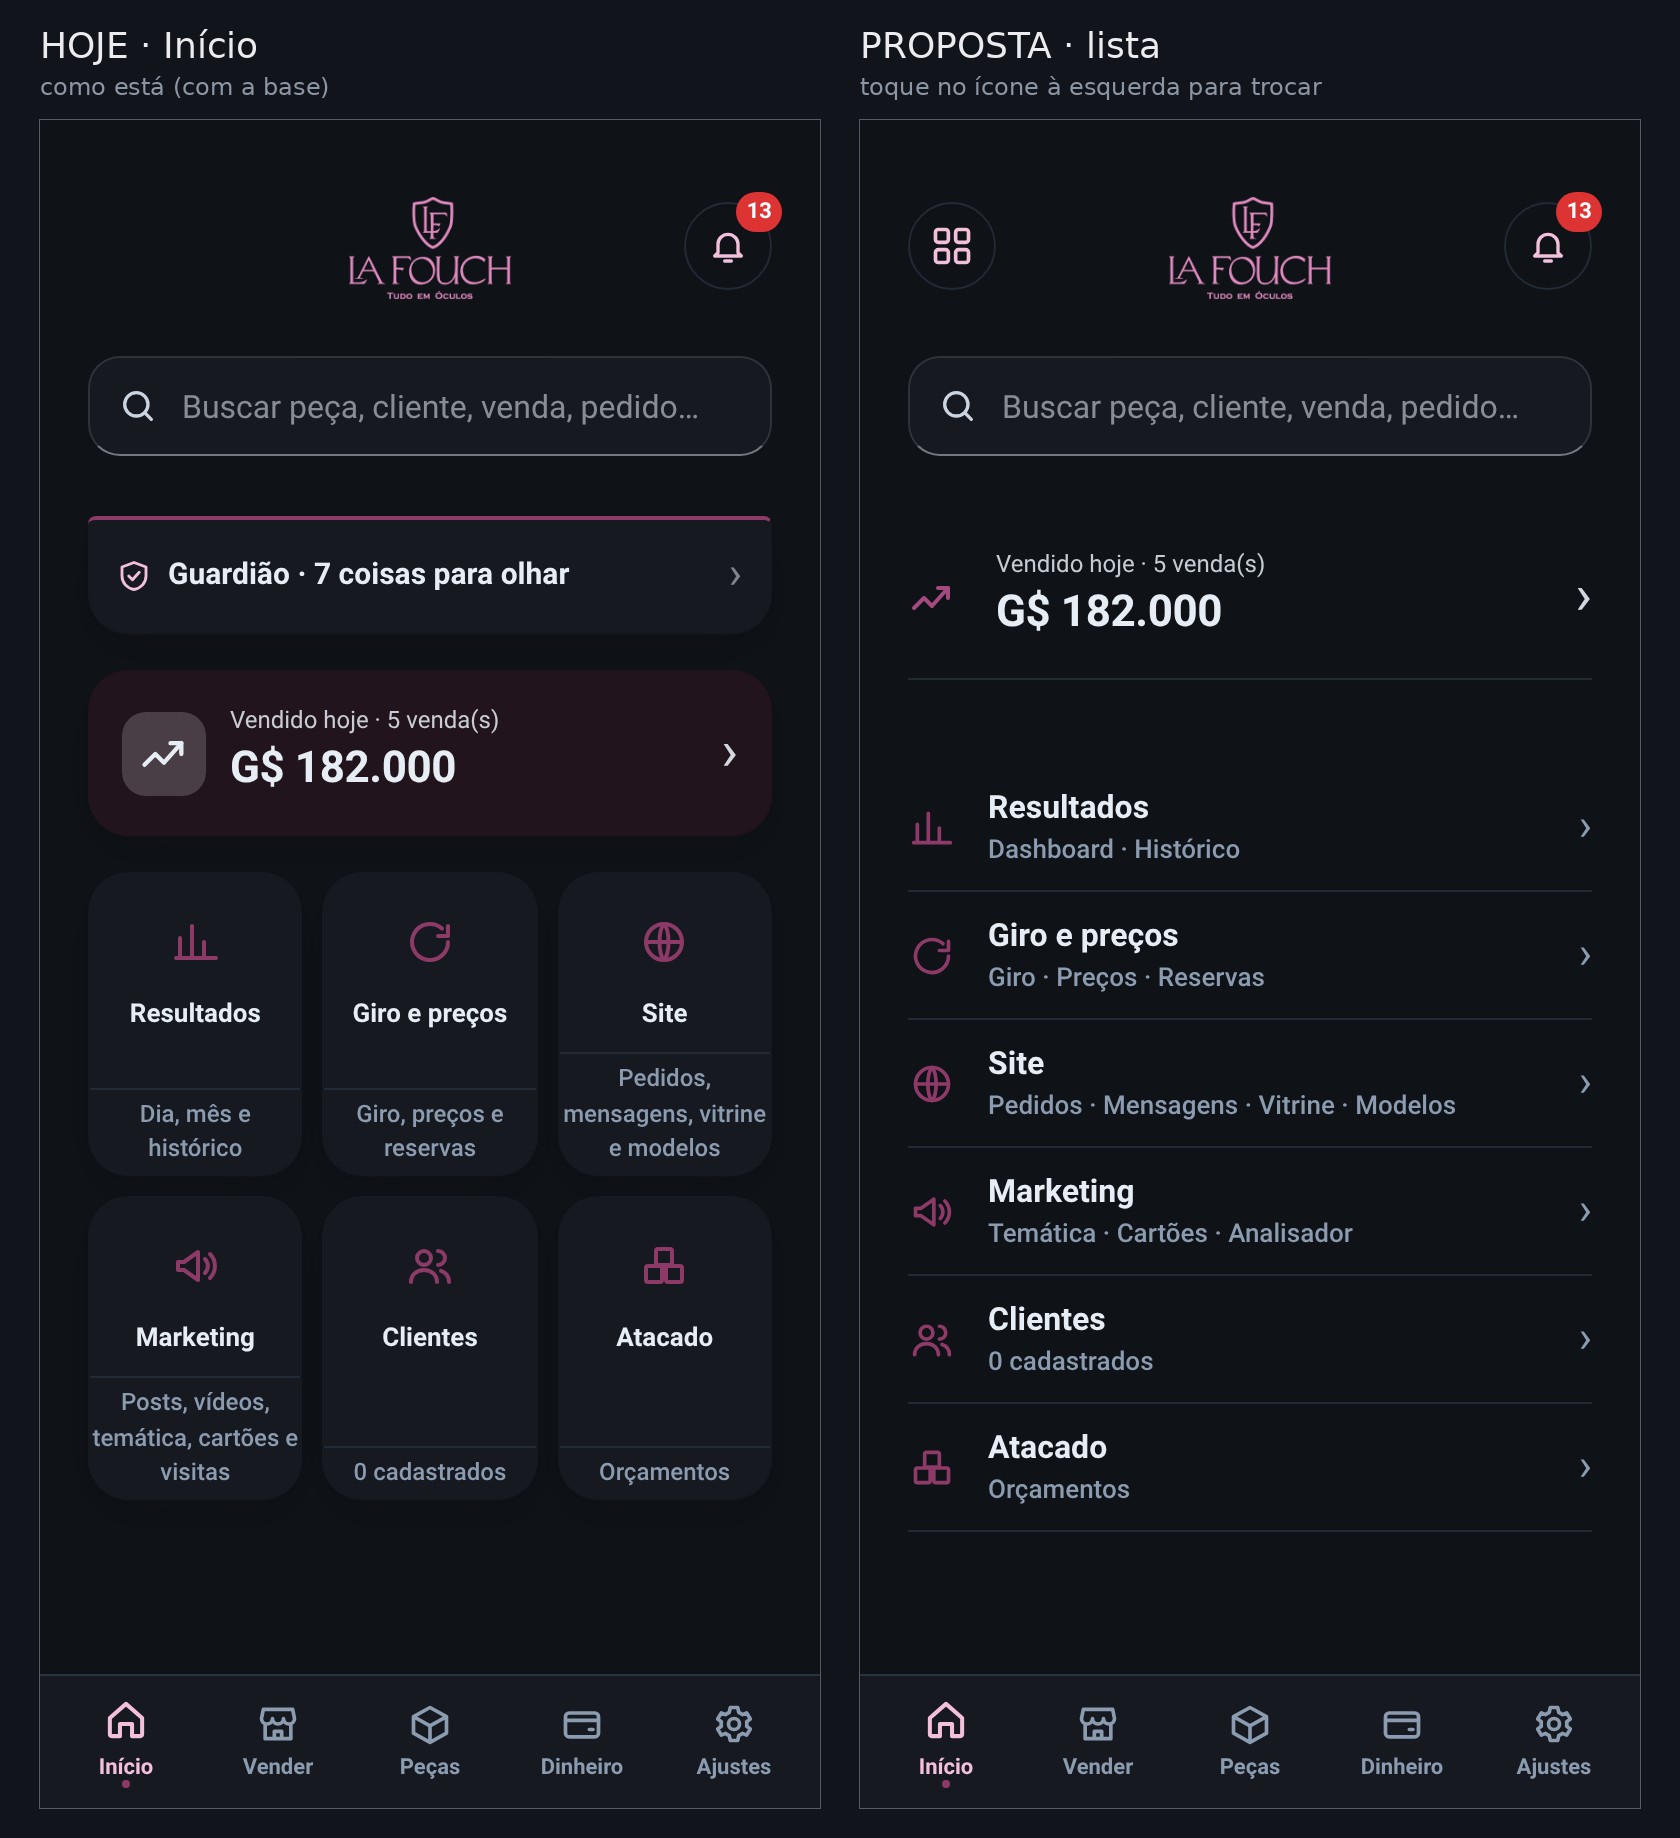 HOJE · Início
como está (com a base)
LF
LA FOUCH
TUDO EM ÓCULOS
13
Buscar peça, cliente, venda, pedido...
Guardião · 7 coisas para olhar
Vendido hoje · 5 venda(s)
G$ 182.000
Resultados
Dia, mês e
histórico
Giro e preços
Giro, preços e
reservas
Site
Pedidos,
mensagens, vitrine
e modelos
Marketing
Posts, vídeos,
temática, cartões e
visitas
Clientes
0 cadastrados
Atacado
Orçamentos
Início
Vender
Peças
Dinheiro
Ajustes
PROPOSTA · lista
toque no ícone à esquerda para trocar
LF
LA FOUCH
TUDO EM ÓCULOS
13
Buscar peça, cliente, venda, pedido...
Vendido hoje · 5 venda(s)
G$ 182.000
Resultados
Dashboard · Histórico
Giro e preços
Giro · Preços · Reservas
Site
Pedidos · Mensagens · Vitrine · Modelos
Marketing
Temática · Cartões · Analisador
Clientes
0 cadastrados
Atacado
Orçamentos
Início
Vender
Peças
Dinheiro
Ajustes